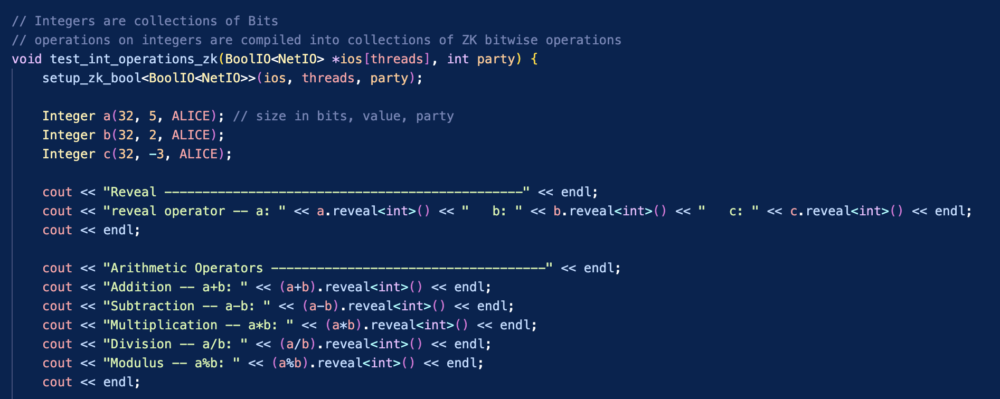 // Integers are collections of Bits
// operations on integers are compiled into collections of ZK bitwise operations
void test_int_operations_zk(BoolIO<NetIO> *ios[threads], int party) {
    setup_zk_bool<BoolIO<NetIO>>(ios, threads, party);

    Integer a(32, 5, ALICE); // size in bits, value, party
    Integer b(32, 2, ALICE);
    Integer c(32, -3, ALICE);

    cout << "Reveal -----------------------------------------------" << endl;
    cout << "reveal operator -- a: " << a.reveal<int>() << "   b: " << b.reveal<int>() << "   c: " << c.reveal<int>() << endl;
    cout << endl;

    cout << "Arithmetic Operators ------------------------------------" << endl;
    cout << "Addition -- a+b: " << (a+b).reveal<int>() << endl;
    cout << "Subtraction -- a-b: " << (a-b).reveal<int>() << endl;
    cout << "Multiplication -- a*b: " << (a*b).reveal<int>() << endl;
    cout << "Division -- a/b: " << (a/b).reveal<int>() << endl;
    cout << "Modulus -- a%b: " << (a%b).reveal<int>() << endl;
    cout << endl;